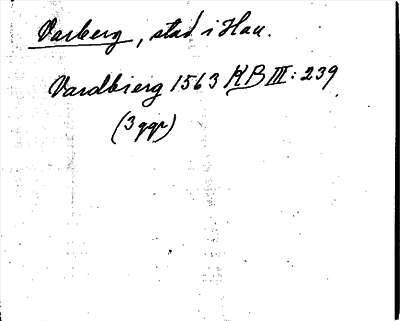 Varberg, stad i Hall.
Vardbierg 1563 KB III: 239
(3 ggr)